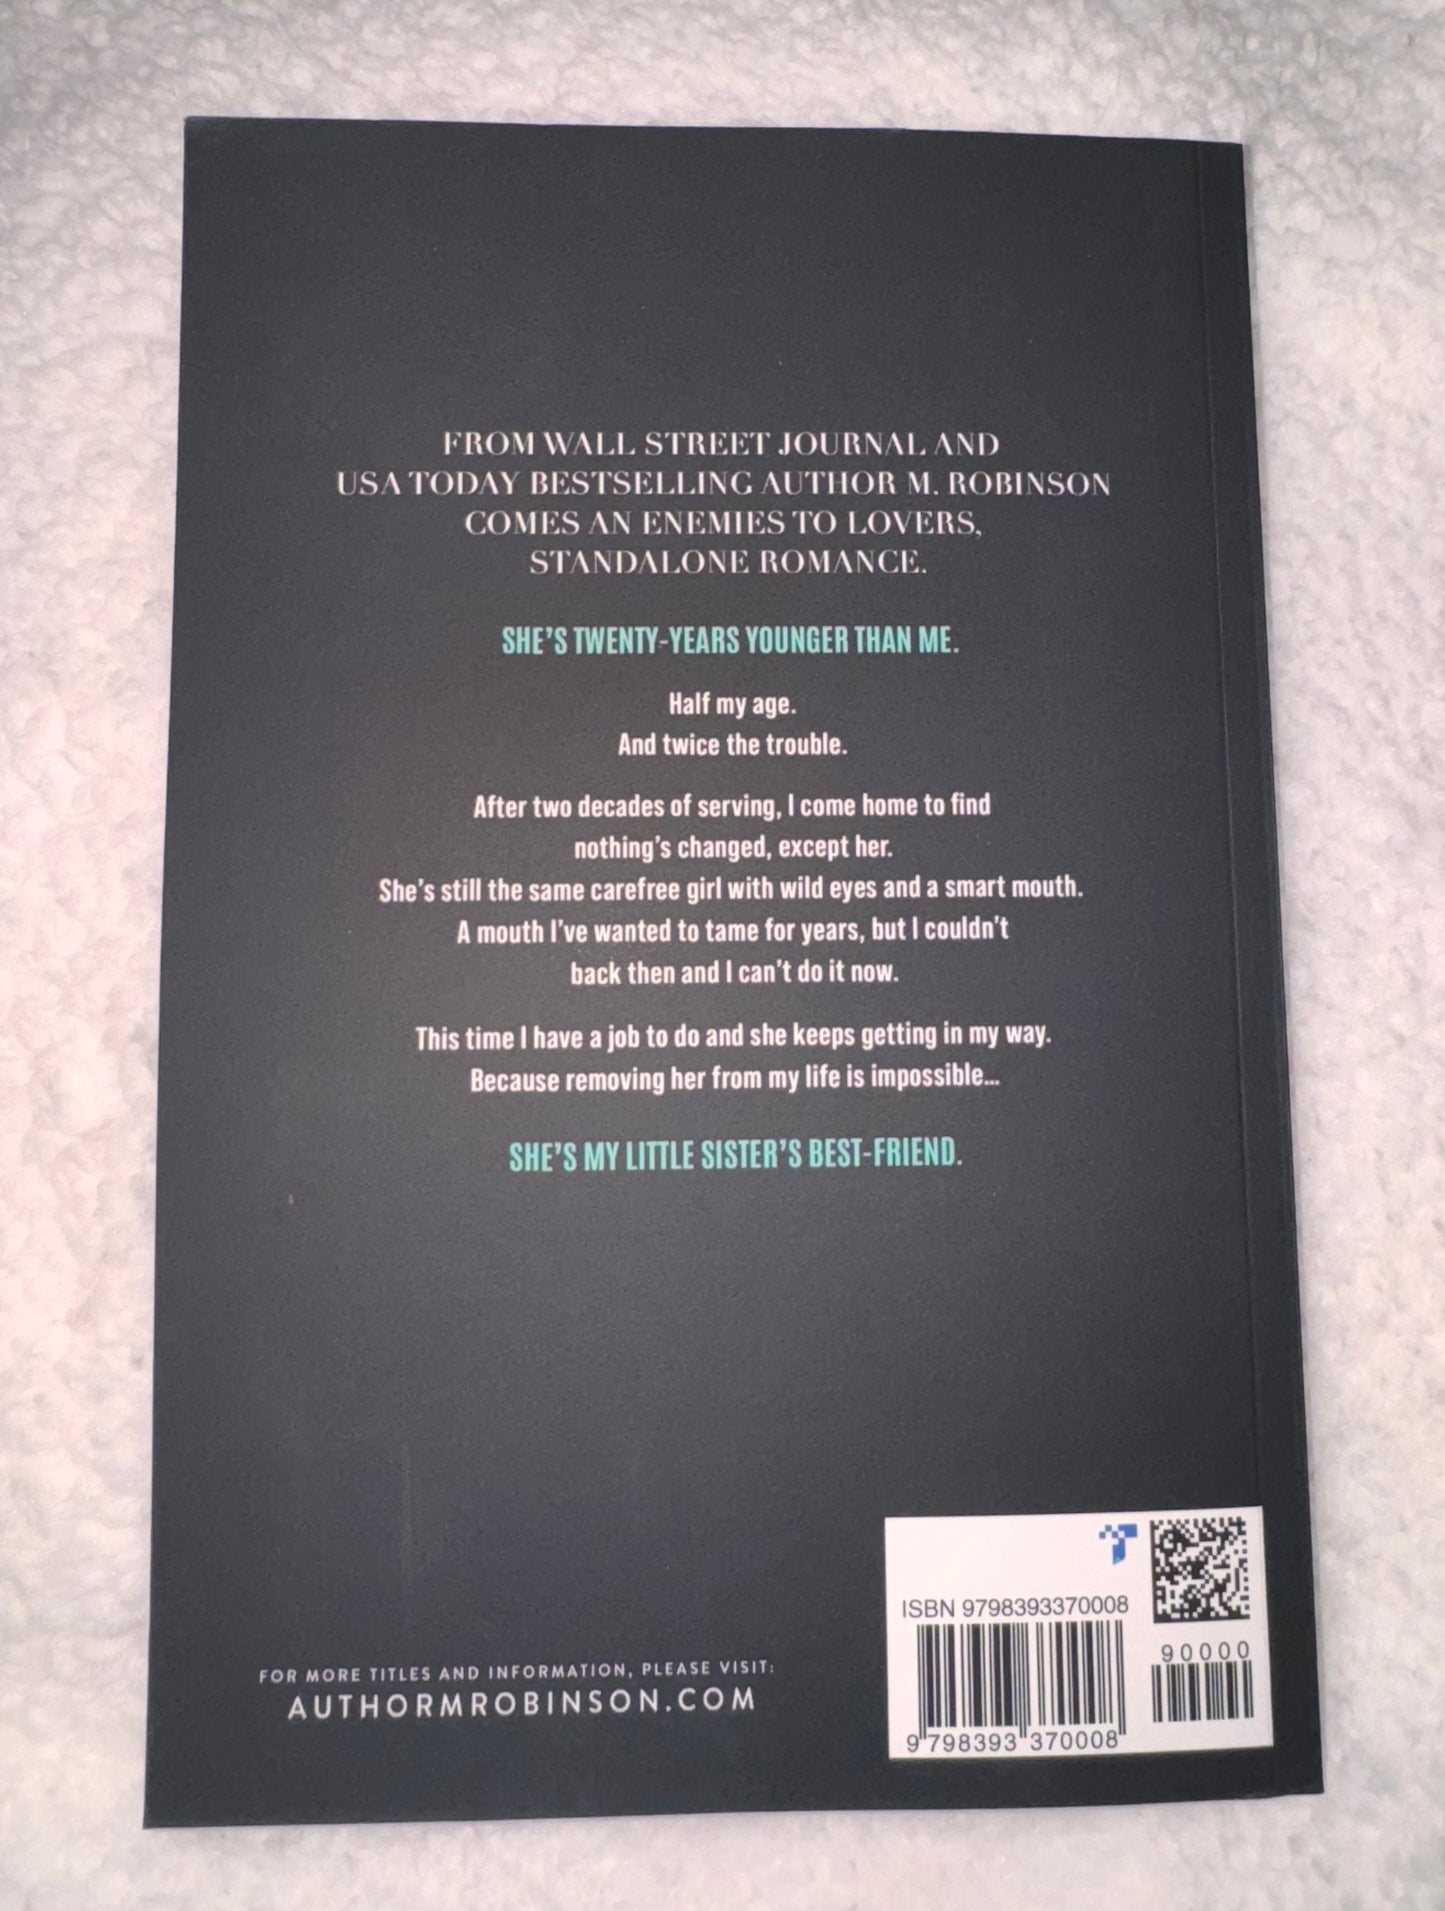 FROM WALL STREET JOURNAL AND
USA TODAY BESTSELLING AUTHOR M. ROBINSON
COMES AN ENEMIES TO LOVERS,
STANDALONE ROMANCE.
SHE'S TWENTY-YEARS YOUNGER THAN ME.
Half my age.
And twice the trouble.
After two decades of serving, I come home to find
nothing's changed, except her.
She's still the same carefree girl with wild eyes and a smart mouth.
A mouth I've wanted to tame for years, but I couldn't
back then and I can't do it now.
This time I have a job to do and she keeps getting in my way.
Because removing her from my life is impossible...
SHE'S MY LITTLE SISTER'S BEST-FRIEND.
FOR MORE TITLES AND INFORMATION, PLEASE VISIT:
AUTHORMROBINSON.COM
ISBN 9798393370008
90000
9 798393 370008